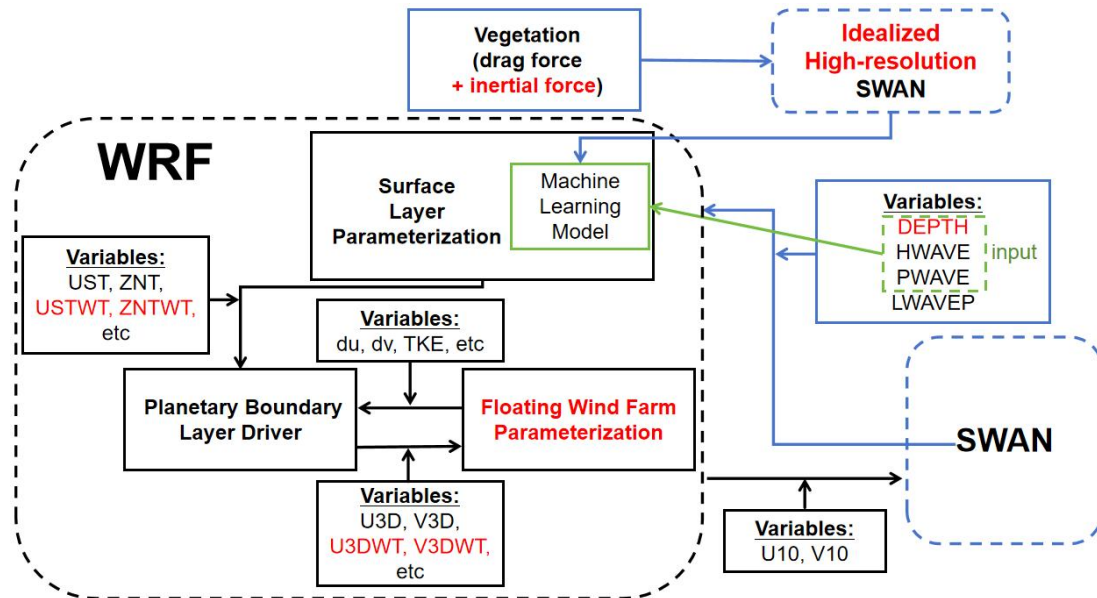 Vegetation
(drag force
+ inertial force)
Idealized
High-resolution
SWAN
WRF
Surface
Layer
Parameterization
Machine
Learning
Model
Variables:
DEPTH
HWAVE
PWAVE
LWAVEP
input
Variables:
UST, ZNT,
USTWT, ZNTWT,
etc
Variables:
du, dv, TKE, etc
Planetary Boundary
Layer Driver
Floating Wind Farm
Parameterization
SWAN
Variables:
U3D, V3D,
U3DWT, V3DWT,
etc
Variables:
U10, V10